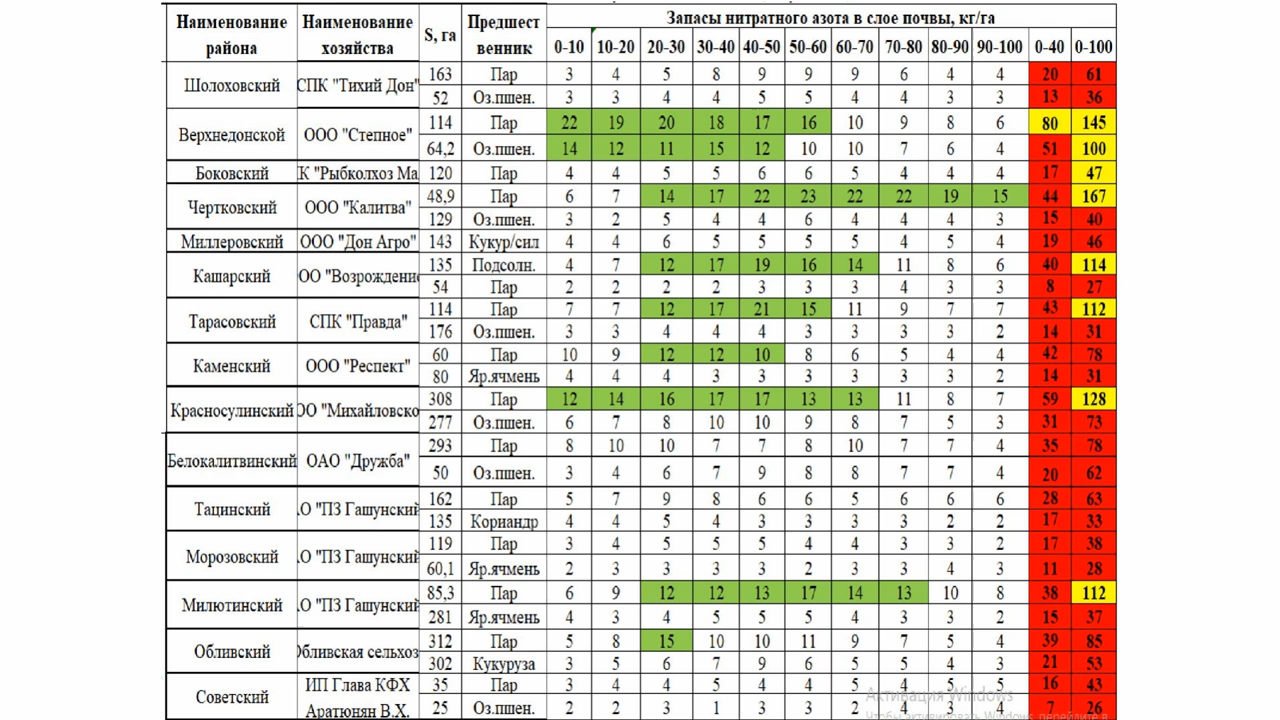 Запасы нитратного азота в слое почвы, кг/га
Наименование района Наименование хозяйства S, га Предшест венник 0-10 10-20 20-30 30-40 40-50 50-60 60-70 70-80 80-90 90-100 0-40 0-100
Шолоховский СПК "Тихий Дон" 163 Пар 3 4 5 8 9 9 9 6 4 4 20 61
52 Оз.пшен. 3 3 4 4 5 5 4 4 3 3 13 36
Верхнедонской ООО "Степное" 114 Пар 22 19 20 18 17 16 10 9 8 6 80 145
64,2 Оз.пшен. 14 12 11 15 12 10 10 7 6 4 51 100
Боковский К "Рыбколхоз Ма 120 Пар 4 4 5 5 6 6 5 4 4 4 17 47
Чертковский ООО "Калитва" 48,9 Пар 6 7 14 17 22 23 22 22 19 15 44 167
129 Оз.пшен. 3 2 5 4 4 6 4 4 4 3 15 40
Миллеровский ООО "Дон Агро" 143 Кукур/сил 4 4 6 5 5 5 5 4 5 4 19 46
Кашарский ОО "Возрождение 135 Подсолн. 4 7 12 17 19 16 14 11 8 6 40 114
54 Пар 2 2 2 2 3 3 3 4 3 3 8 27
Тарасовский СПК "Правда" 114 Пар 7 7 12 17 21 15 11 9 7 7 43 112
176 Оз.пшен. 3 3 4 4 4 3 3 3 3 2 14 31
Каменский ООО "Респект" 60 Пар 10 9 12 12 10 8 6 5 4 4 42 78
80 Яр.ячмень 4 4 4 3 3 3 3 3 3 2 14 31
Красносулинский ОО "Михайловско 308 Пар 12 14 16 17 17 13 13 11 8 7 59 128
277 Оз.пшен. 6 7 8 10 10 9 8 7 5 3 31 73
Белокалитвинский ОАО "Дружба" 293 Пар 8 10 10 7 7 8 10 7 7 4 35 78
50 Оз.пшен. 3 4 6 7 9 8 8 7 7 4 20 62
Тацинский АО "ПЗ Гашунский 162 Пар 5 7 9 8 6 6 5 6 6 6 28 63
135 Кориандр 4 4 5 4 3 3 3 3 2 2 17 33
Морозовский АО "ПЗ Гашунский 119 Пар 3 4 5 5 5 4 4 3 3 2 17 38
60,1 Яр.ячмень 2 3 3 3 3 2 3 3 4 3 11 28
Милютинский АО "ПЗ Гашунский 85,3 Пар 6 9 12 12 13 17 14 13 10 8 38 112
281 Яр.ячмень 4 3 4 5 5 5 4 3 3 2 15 37
Обливский Обливская сельхоз 312 Пар 5 8 15 10 10 11 9 7 5 4 39 85
302 Кукуруза 3 5 6 7 9 6 5 5 4 3 21 53
Советский ИП Глава КФХ Аратюнян В.Х. 35 Пар 3 4 4 5 4 4 5 4 5 4 16 43
25 Оз.пшен. 2 2 3 1 3 3 2 4 3 4 7 26
Активация Windows
Чтобы активировать Windows, перейдите в